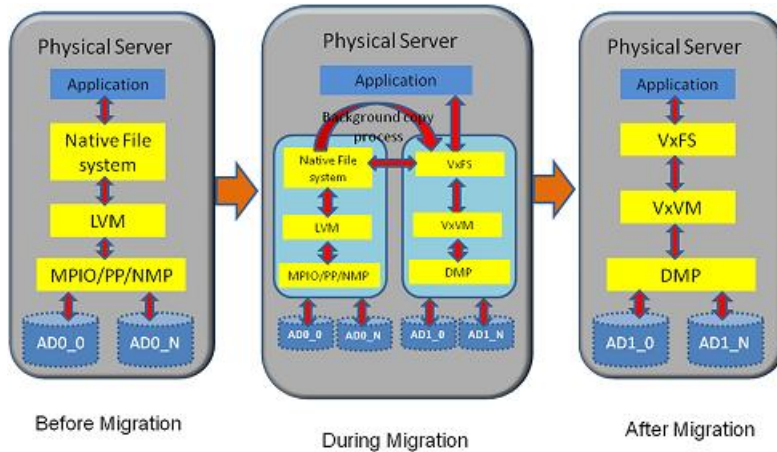 Physical Server
Application
Native File
system
LVM
MPIO/PP/NMP
AD0_0
AD0_N
Before Migration
Physical Server
Application
Background copy
process
Native File
system
LVM
MPIO/PP/NMP
VxFS
VxVM
DMP
AD0_0
AD0_N
AD1_0
AD1_N
During Migration
Physical Server
Application
VxFS
VxVM
DMP
AD1_0
AD1_N
After Migration